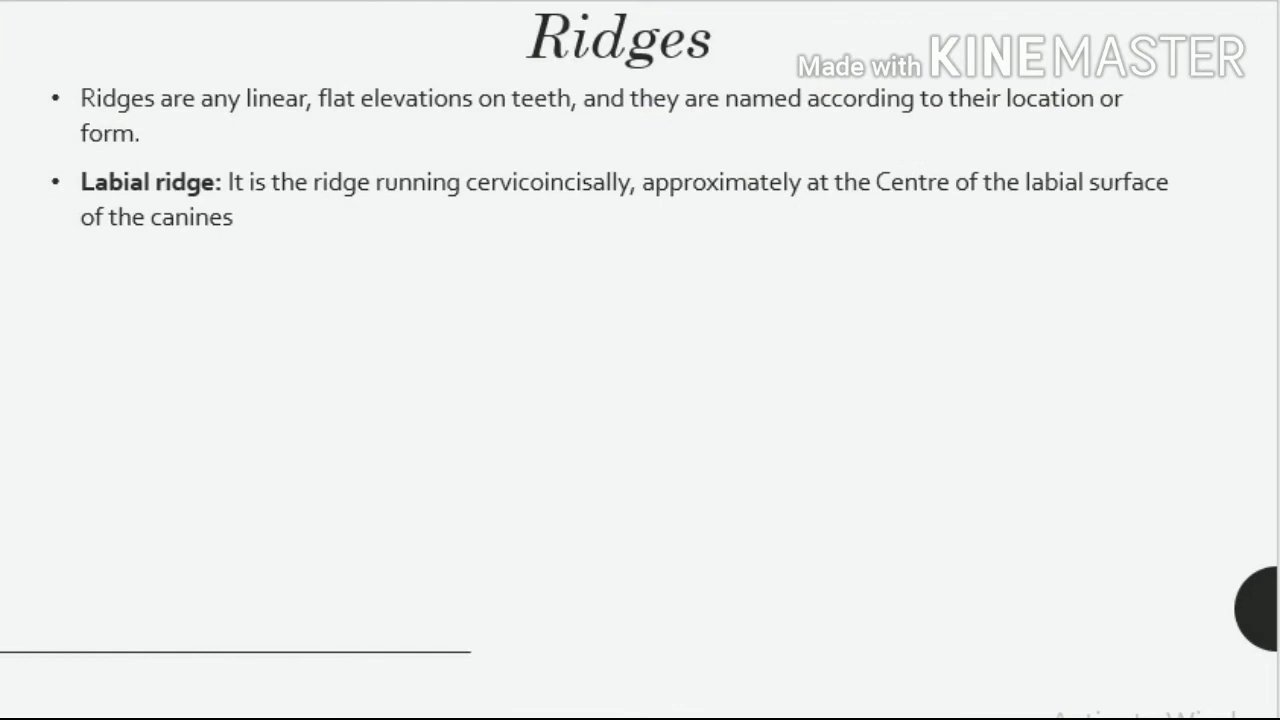 Ridges
Made with KINEMASTER
• Ridges are any linear, flat elevations on teeth, and they are named according to their location or
form.
• Labial ridge: It is the ridge running cervicoincisally, approximately at the Centre of the labial surface
of the canines